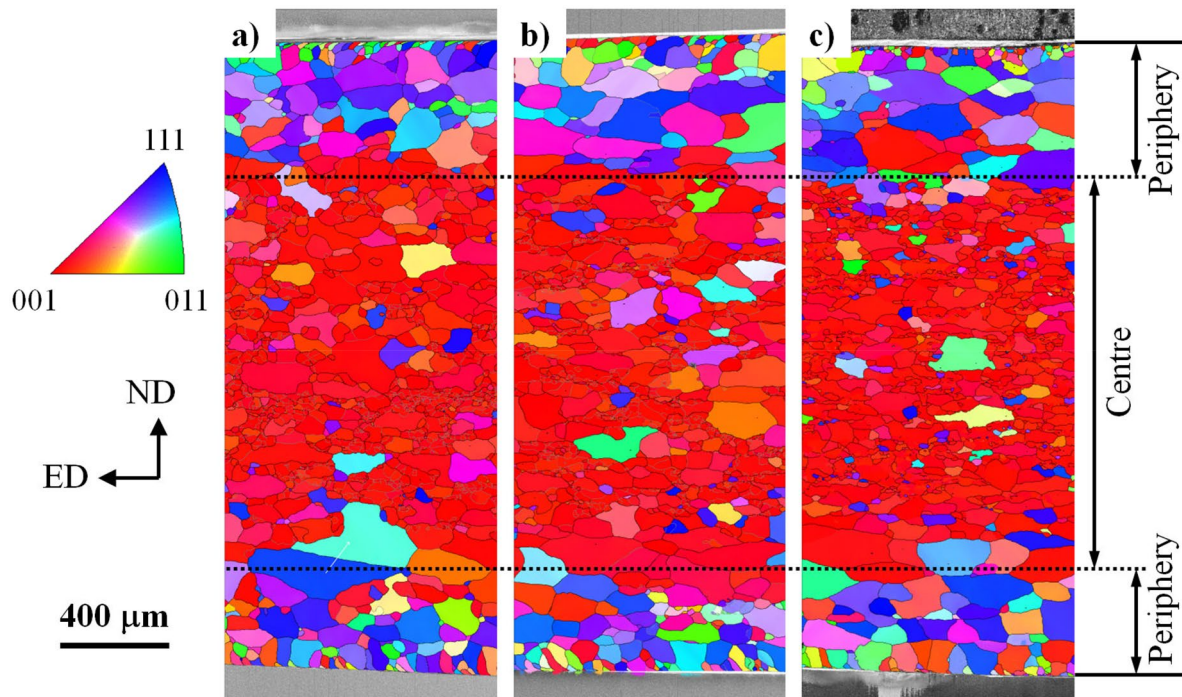 a)
b)
c)
111
001
011
ND
ED
400 μm
Periphery
Centre
Periphery